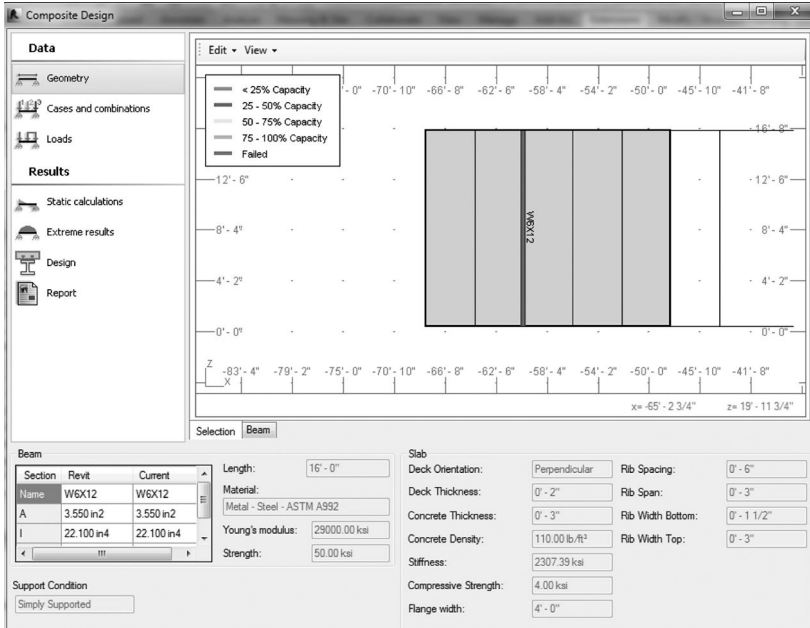 Composite Design
Data
Geometry
Cases and combinations
Loads
Results
Static calculations
Extreme results
Design
Report
Edit View
< 25% Capacity
25 - 50% Capacity
50 - 75% Capacity
75 - 100% Capacity
Failed
0" -70'- 10" -66'- 8" -62'- 6" -58'- 4" -54'- 2" -50'- 0" -45'- 10" -41'- 8"
16'- 8"
12'- 6" 12'- 6"
8'- 4" 8'- 4"
4'- 2" 4'- 2"
0'- 0" 0'- 0"
W6X12
Z
X
-83'- 4" -79'- 2" -75'- 0" -70'- 10" -66'- 8" -62'- 6" -58'- 4" -54'- 2" -50'- 0" -45'- 10" -41'- 8"
x= -65' - 2 3/4" z= 19' - 11 3/4"
Selection Beam
Beam
Section Revit Current
Name W6X12 W6X12
A 3.550 in2 3.550 in2
I 22.100 in4 22.100 in4
Length: 16' - 0"
Material:
Metal - Steel - ASTM A992
Young's modulus: 29000.00 ksi
Strength: 50.00 ksi
Support Condition
Simply Supported
Slab
Deck Orientation: Perpendicular Rib Spacing: 0' - 6"
Deck Thickness: 0' - 2" Rib Span: 0' - 3"
Concrete Thickness: 0' - 3" Rib Width Bottom: 0' - 1 1/2"
Concrete Density: 110.00 lb/ft³ Rib Width Top: 0' - 3"
Stiffness: 2307.39 ksi
Compressive Strength: 4.00 ksi
Flange width: 4' - 0"